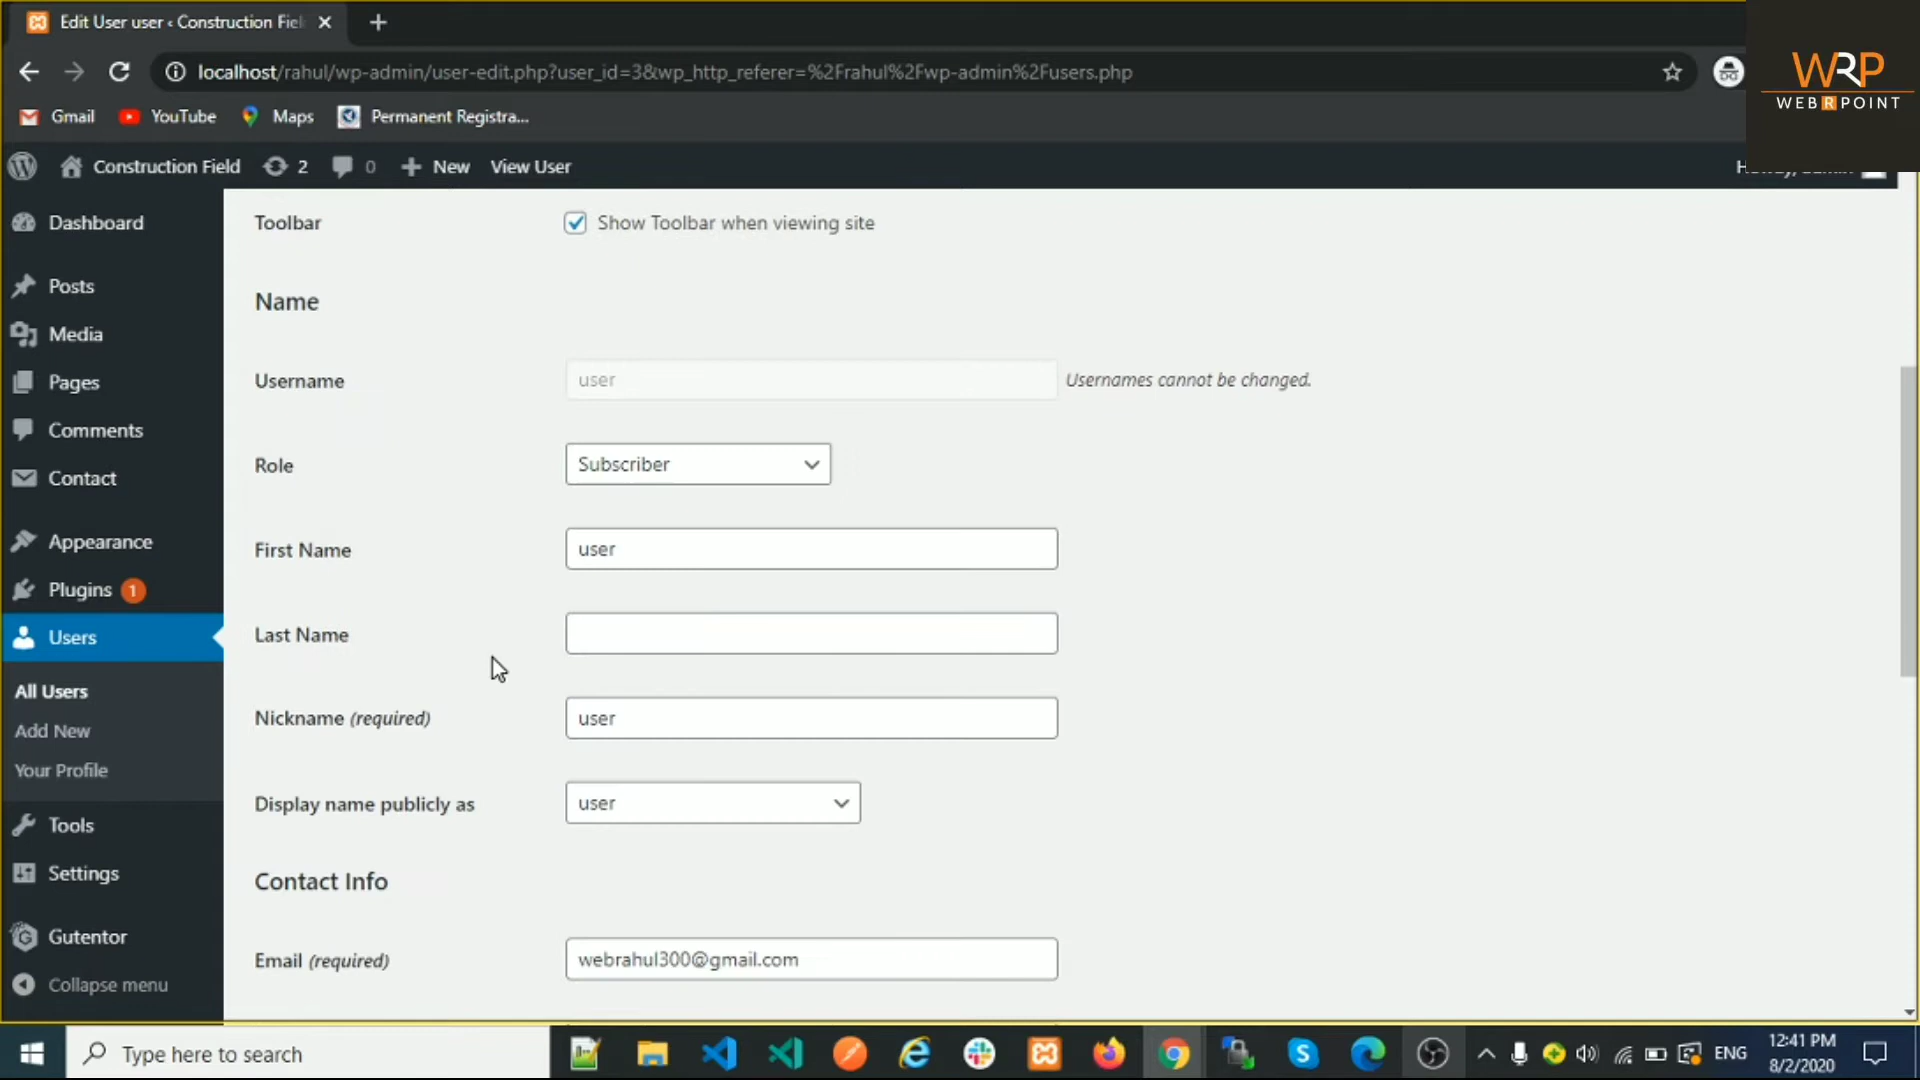 Edit User user ‹ Construction Fiel
WRP
WEBRPOINT
localhost/rahul/wp-admin/user-edit.php?user_id=3&wp_http_referer=%2Frahul%2Fwp-admin%2Fusers.php
Gmail YouTube Maps Permanent Registra...
Construction Field 2 0 New View User
Dashboard
Posts
Media
Pages
Comments
Contact
Appearance
Plugins 1
Users
All Users
Add New
Your Profile
Tools
Settings
Gutentor
Collapse menu
Toolbar Show Toolbar when viewing site
Name
Username user Usernames cannot be changed.
Role Subscriber
First Name user
Last Name
Nickname (required) user
Display name publicly as user
Contact Info
Email (required) webrahul300@gmail.com
Type here to search
ENG
12:41 PM
8/2/2020